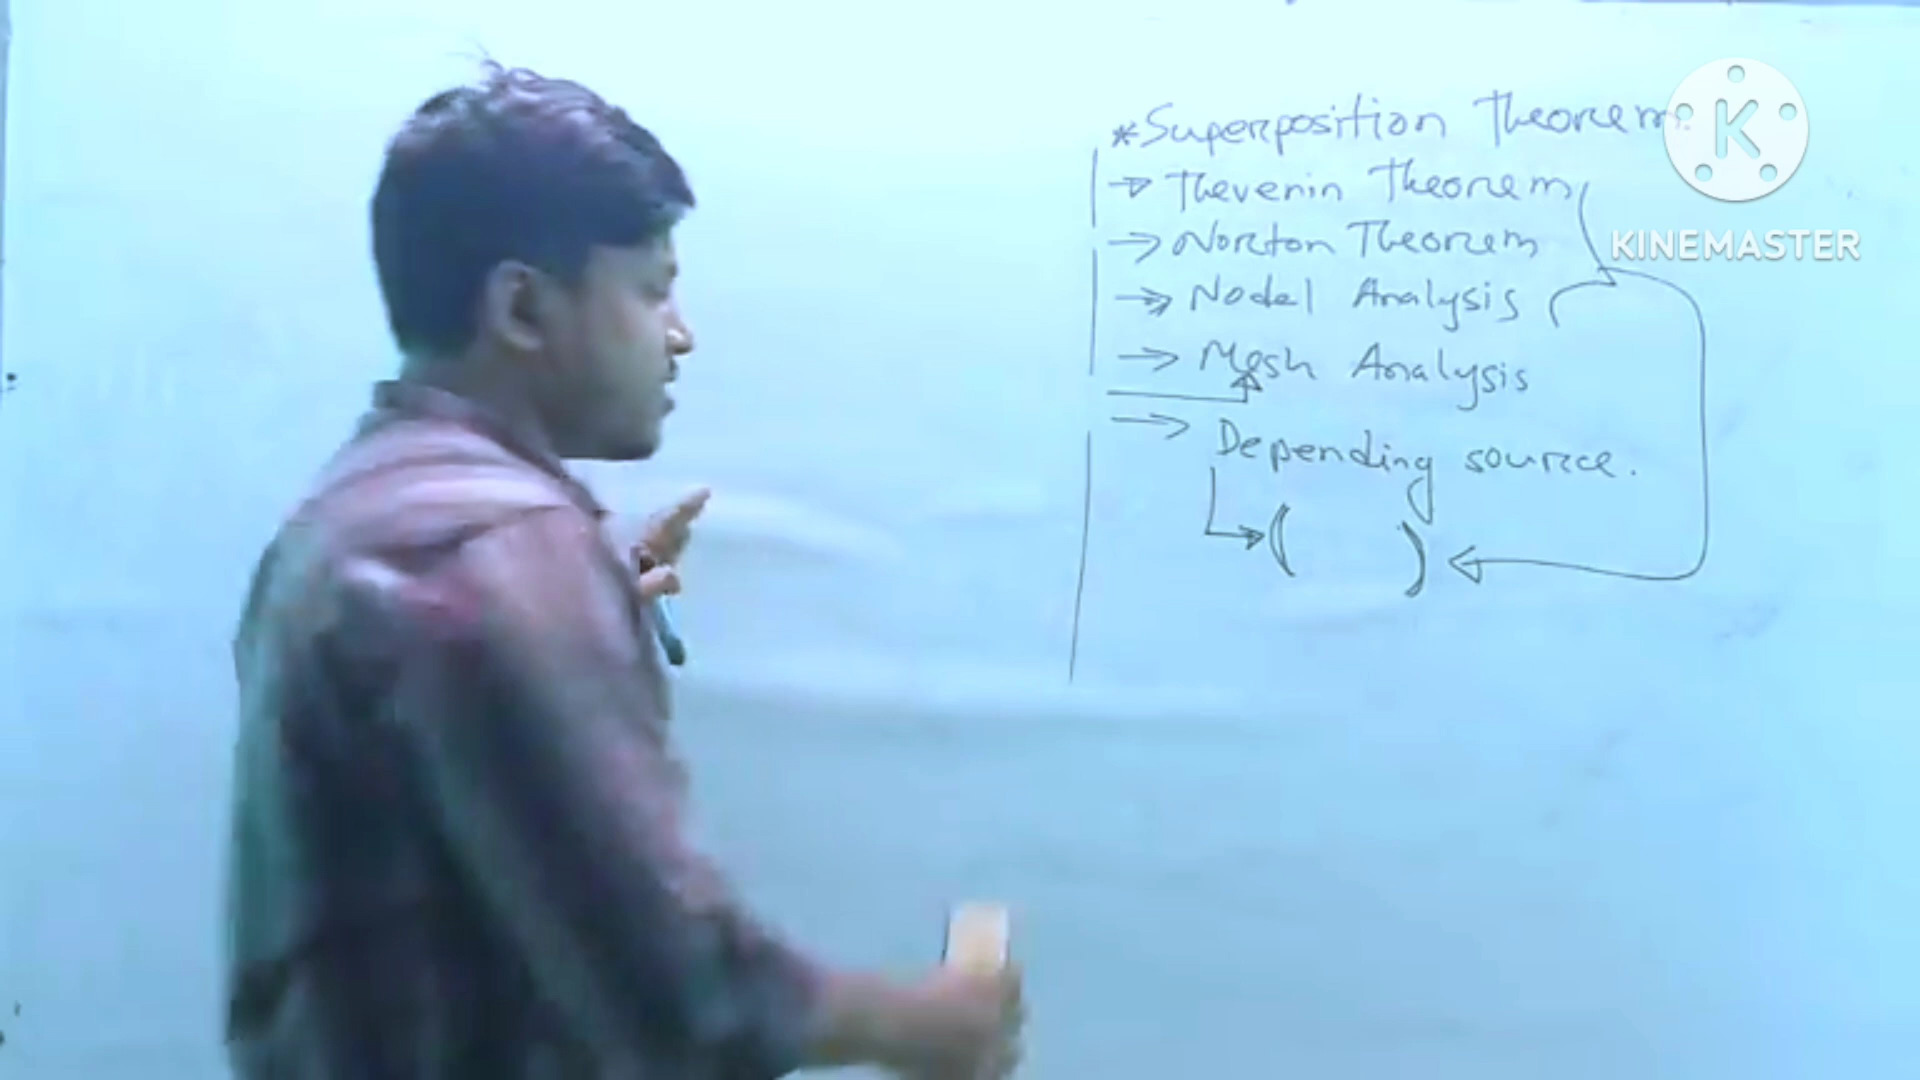 *Superposition Theorem.
→ Thevenin Theorem
→ Norton Theorem
→ Nodal Analysis
→ Mesh Analysis
→ Depending source.
→ ( )
K
KINEMASTER